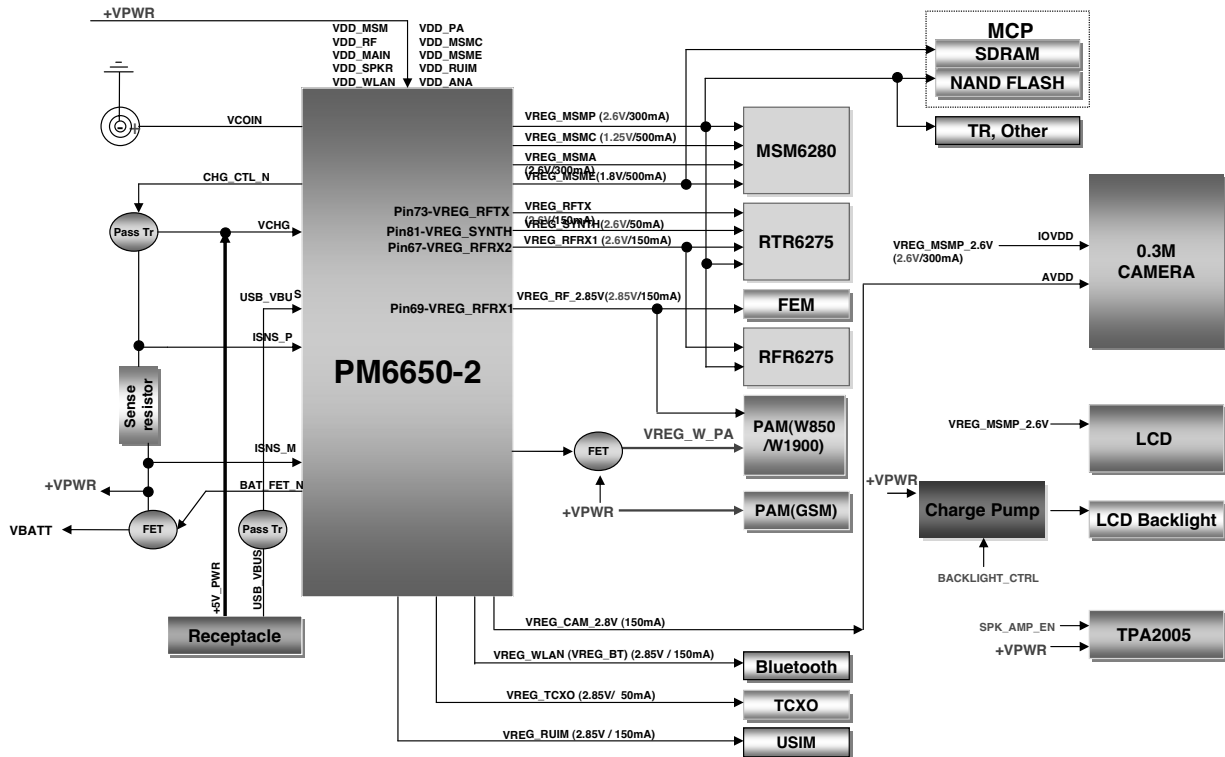 +VPWR
VDD_MSM VDD_PA
VDD_RF VDD_MSMC
VDD_MAIN VDD_MSME
VDD_SPKR VDD_RUIM
VDD_WLAN VDD_ANA
MCP
SDRAM
NAND FLASH
TR, Other
VCOIN
+
CHG_CTL_N
Pass Tr
VCHG
USB_VBUS
ISNS_P
Sense
resistor
ISNS_M
+VPWR
BAT_FET_N
VBATT
FET
Pass Tr
+5V_PWR
USB_VBUS
Receptacle
PM6650-2
Pin73-VREG_RFTX
Pin81-VREG_SYNTH
Pin67-VREG_RFRX2
Pin69-VREG_RFRX1
VREG_MSMP (2.6V/300mA)
VREG_MSMC (1.25V/500mA)
VREG_MSMA
(2.6V/300mA)
VREG_MSME(1.8V/500mA)
VREG_RFTX
(2.6V/150mA)
VREG_SYNTH(2.6V/50mA)
VREG_RFRX1 (2.6V/150mA)
VREG_RF_2.85V(2.85V/150mA)
MSM6280
RTR6275
FEM
RFR6275
PAM(W850
/W1900)
FET
VREG_W_PA
+VPWR
PAM(GSM)
VREG_CAM_2.8V (150mA)
VREG_WLAN (VREG_BT) (2.85V / 150mA)
Bluetooth
VREG_TCXO (2.85V/ 50mA)
TCXO
VREG_RUIM (2.85V / 150mA)
USIM
IOVDD
VREG_MSMP_2.6V
(2.6V/300mA)
AVDD
0.3M
CAMERA
VREG_MSMP_2.6V
LCD
+VPWR
Charge Pump
LCD Backlight
BACKLIGHT_CTRL
SPK_AMP_EN
+VPWR
TPA2005